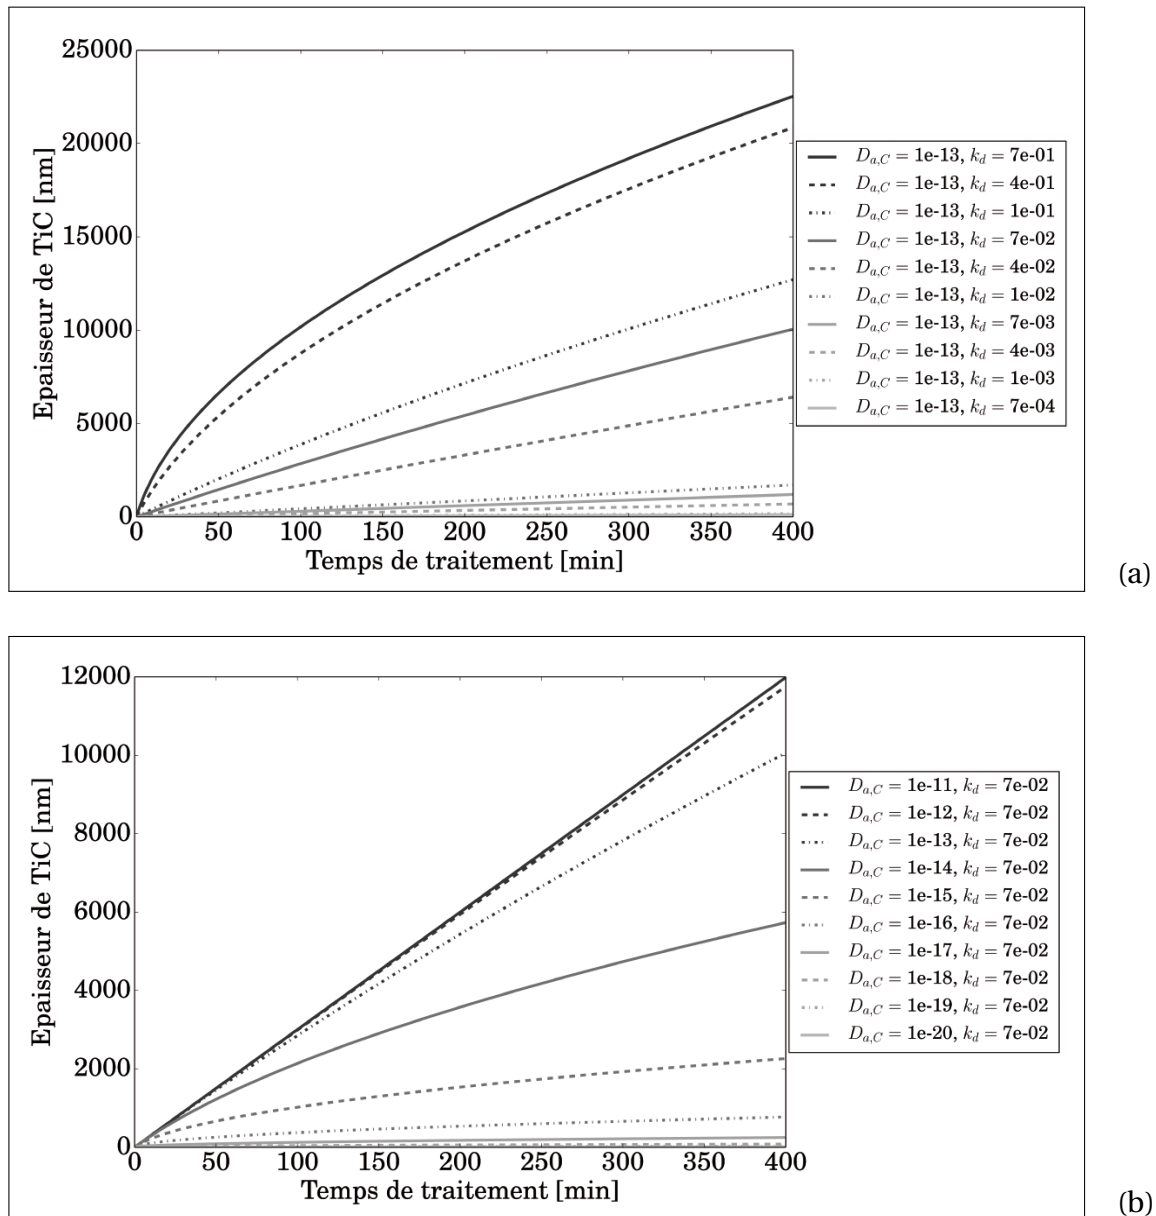 25000
20000
15000
10000
5000
0
Epaisseur de TiC [nm]
0 50 100 150 200 250 300 350 400
Temps de traitement [min]
D_{a,C} = 1e-13, k_d = 7e-01
D_{a,C} = 1e-13, k_d = 4e-01
D_{a,C} = 1e-13, k_d = 1e-01
D_{a,C} = 1e-13, k_d = 7e-02
D_{a,C} = 1e-13, k_d = 4e-02
D_{a,C} = 1e-13, k_d = 1e-02
D_{a,C} = 1e-13, k_d = 7e-03
D_{a,C} = 1e-13, k_d = 4e-03
D_{a,C} = 1e-13, k_d = 1e-03
D_{a,C} = 1e-13, k_d = 7e-04
(a)
12000
10000
8000
6000
4000
2000
0
Epaisseur de TiC [nm]
0 50 100 150 200 250 300 350 400
Temps de traitement [min]
D_{a,C} = 1e-11, k_d = 7e-02
D_{a,C} = 1e-12, k_d = 7e-02
D_{a,C} = 1e-13, k_d = 7e-02
D_{a,C} = 1e-14, k_d = 7e-02
D_{a,C} = 1e-15, k_d = 7e-02
D_{a,C} = 1e-16, k_d = 7e-02
D_{a,C} = 1e-17, k_d = 7e-02
D_{a,C} = 1e-18, k_d = 7e-02
D_{a,C} = 1e-19, k_d = 7e-02
D_{a,C} = 1e-20, k_d = 7e-02
(b)